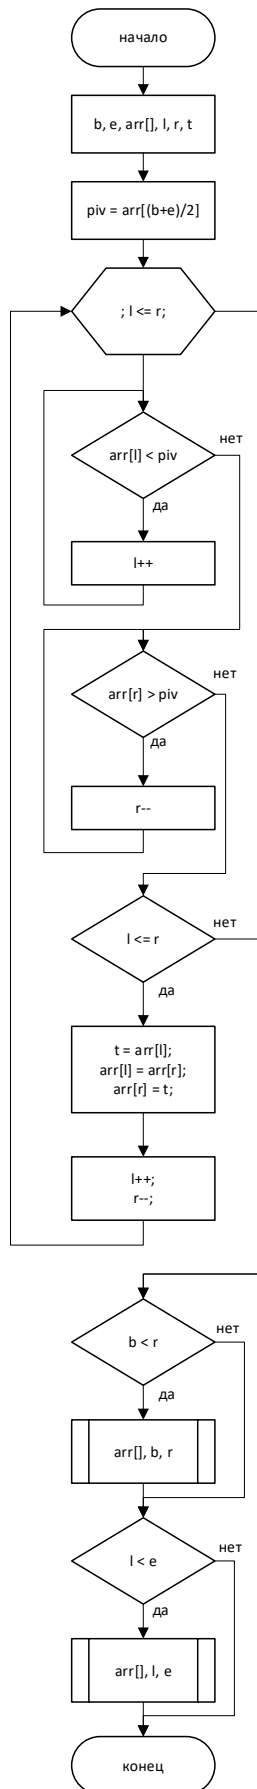 начало
b, e, arr[], l, r, t
piv = arr[(b+e)/2]
; l <= r;
нет
arr[l] < piv
да
l++
нет
arr[r] > piv
да
r--
нет
l <= r
да
t = arr[l];
arr[l] = arr[r];
arr[r] = t;
l++;
r--;
нет
b < r
да
arr[], b, r
нет
l < e
да
arr[], l, e
конец